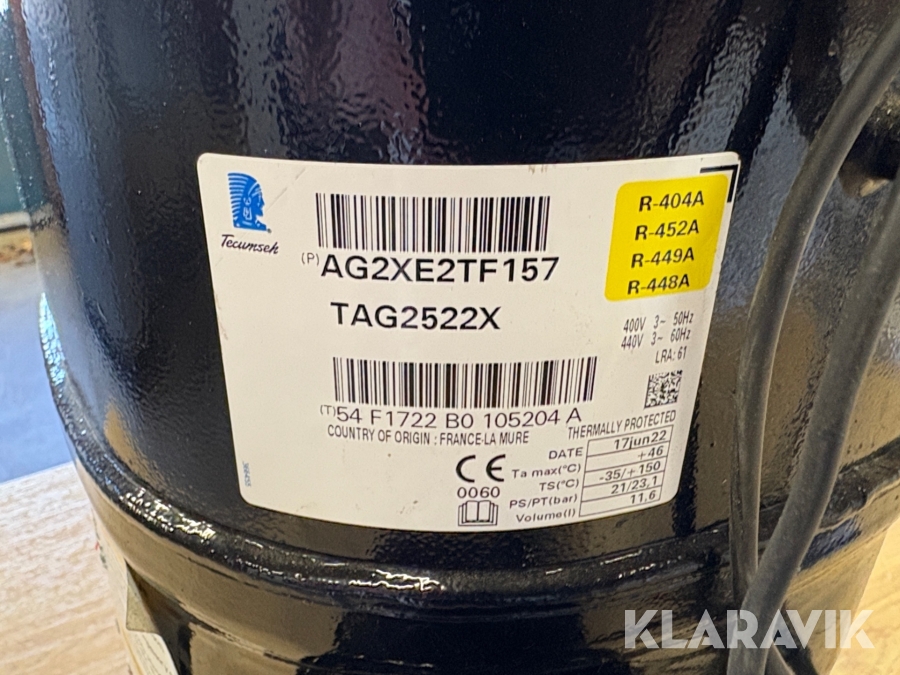 Tecumseh
(P)AG2XE2TF157
TAG2522X
R-404A
R-452A
R-449A
R-448A
400V 3~ 50Hz
440V 3~ 60Hz
LRA: 61
(T)54 F1722 B0 105204 A
COUNTRY OF ORIGIN : FRANCE-LA MURE
THERMALLY PROTECTED
DATE 17jun22
Ta max(°C) +46
TS(°C) -35/+150
PS/PT(bar) 21/23,1
Volume(l) 11,6
CE
0060
KLARAVIK